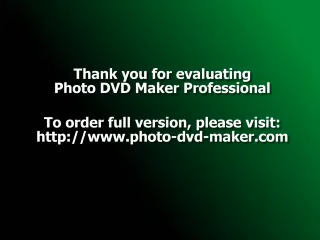 Thank you for evaluating
Photo DVD Maker Professional
To order full version, please visit:
http://www.photo-dvd-maker.com